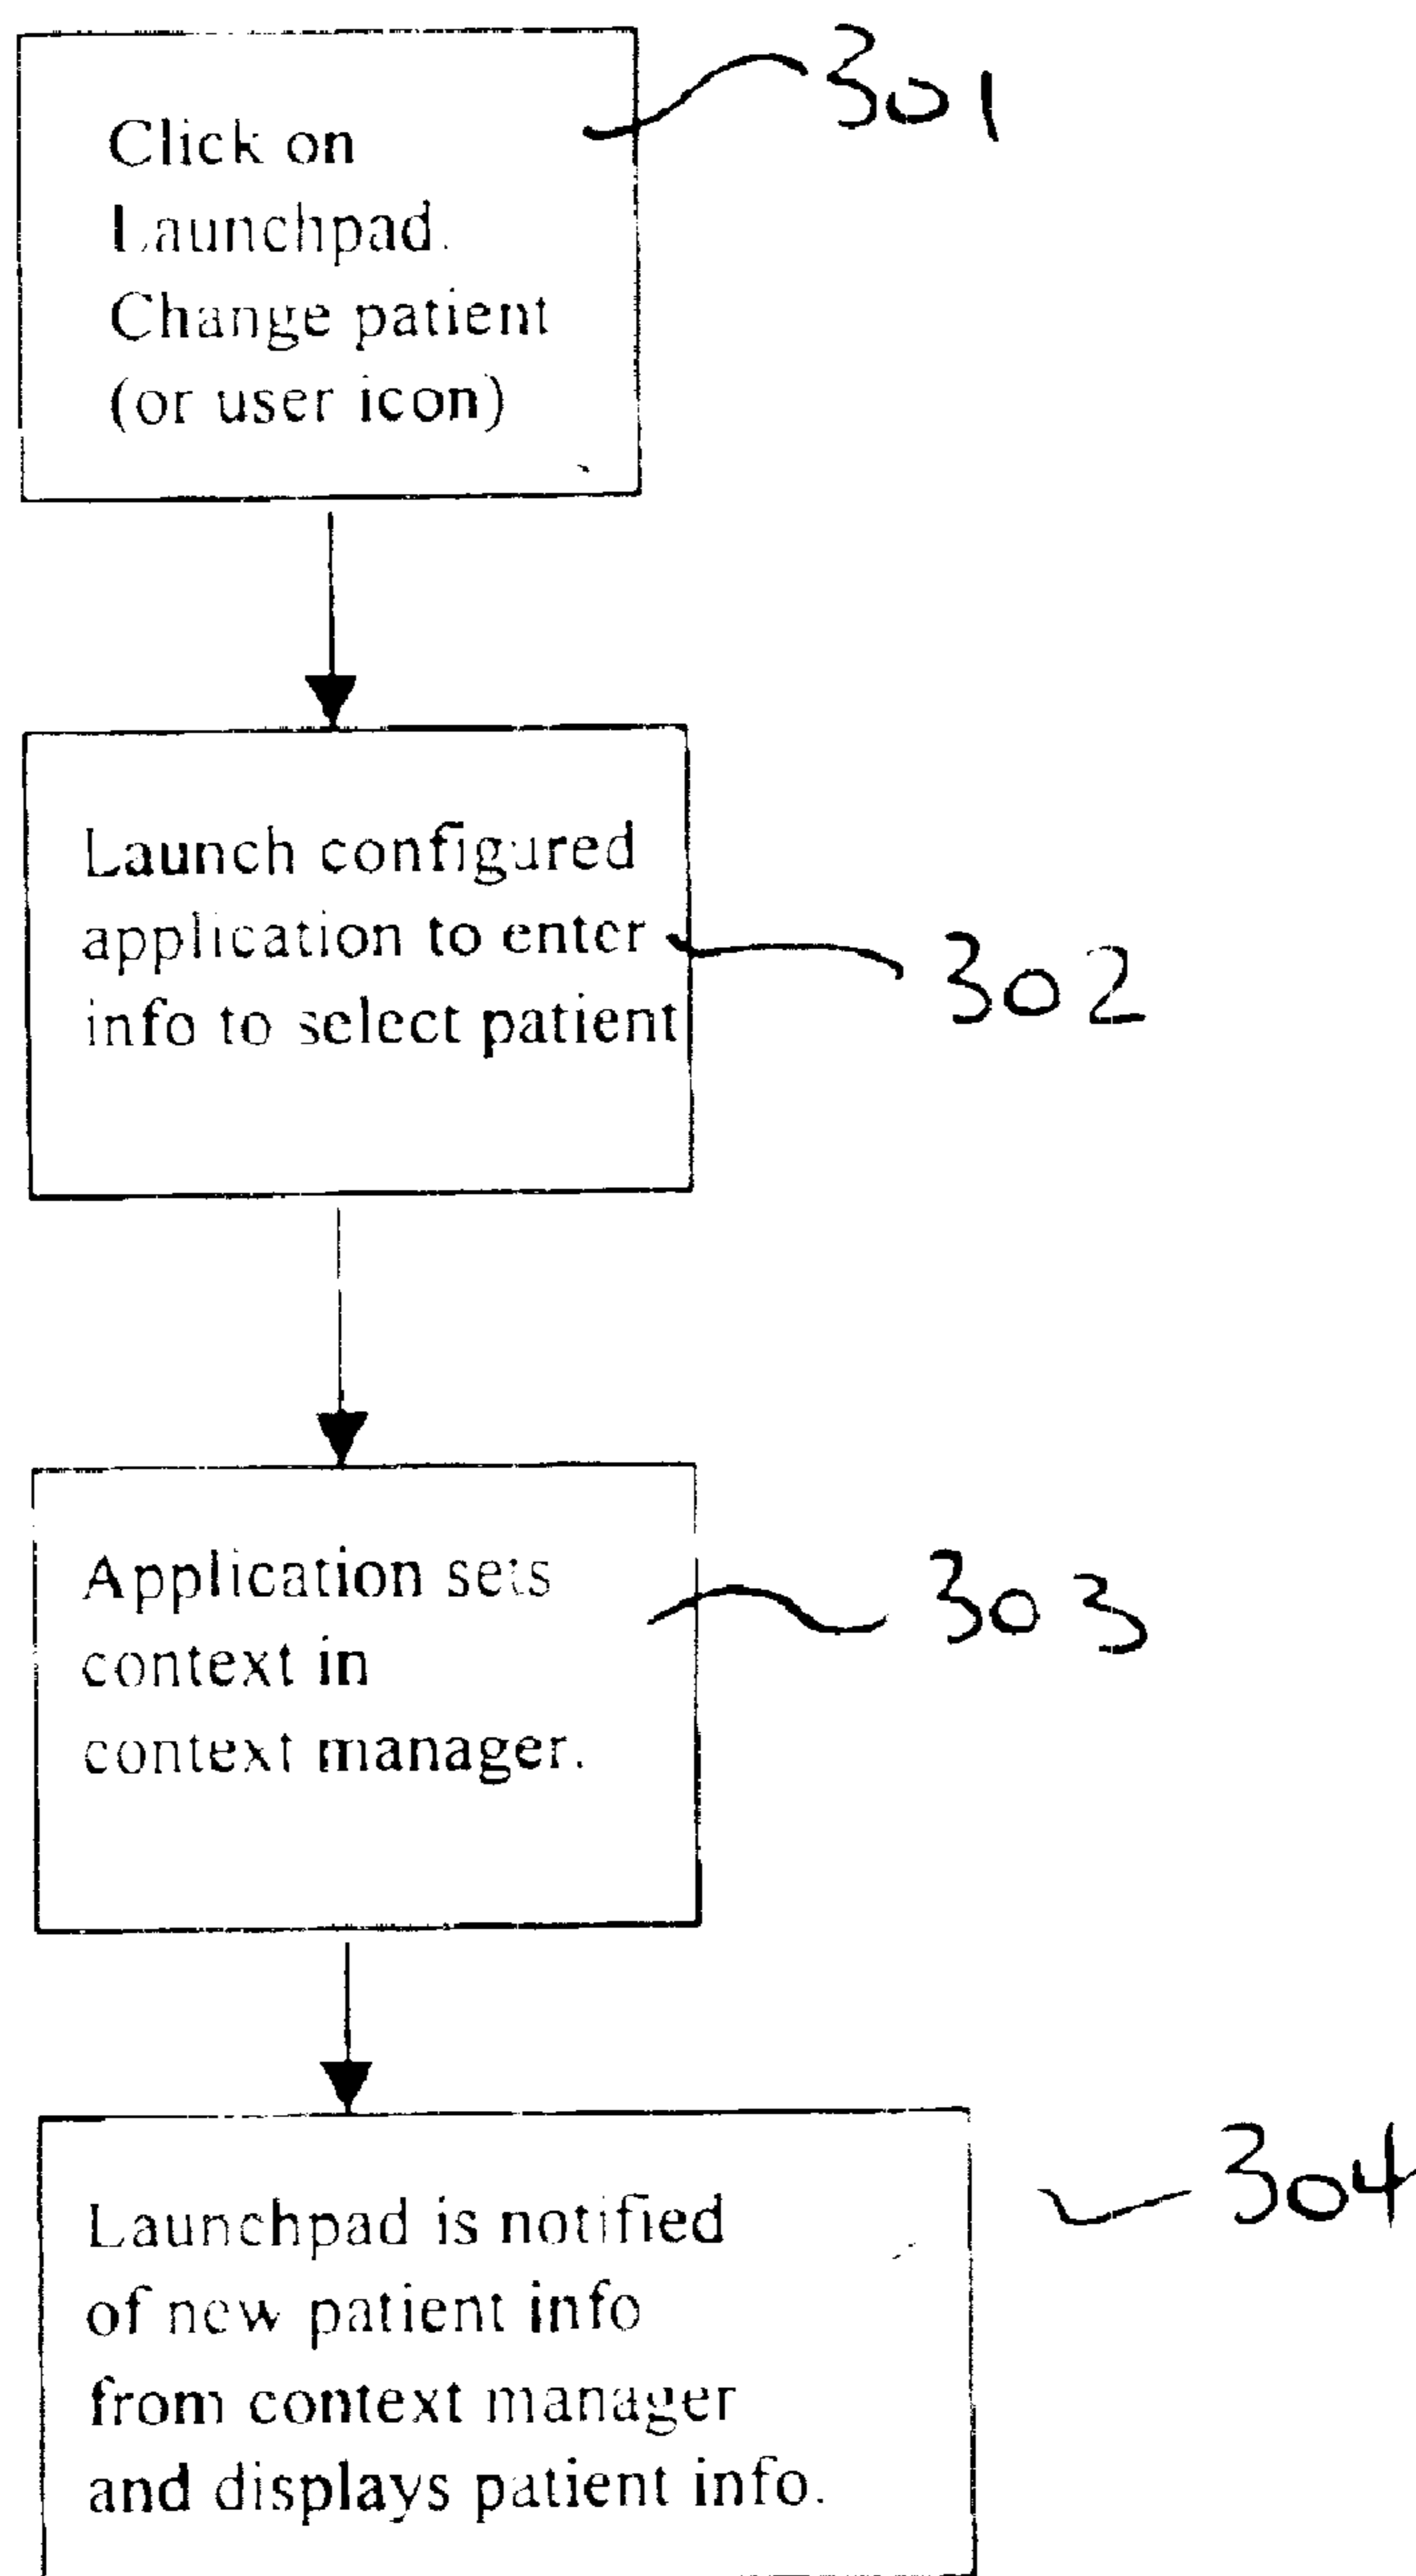 Click on
Launchpad.
Change patient
(or user icon)
301
Launch configured
application to enter
info to select patient
302
Application sets
context in
context manager.
303
Launchpad is notified
of new patient info
from context manager
and displays patient info.
304